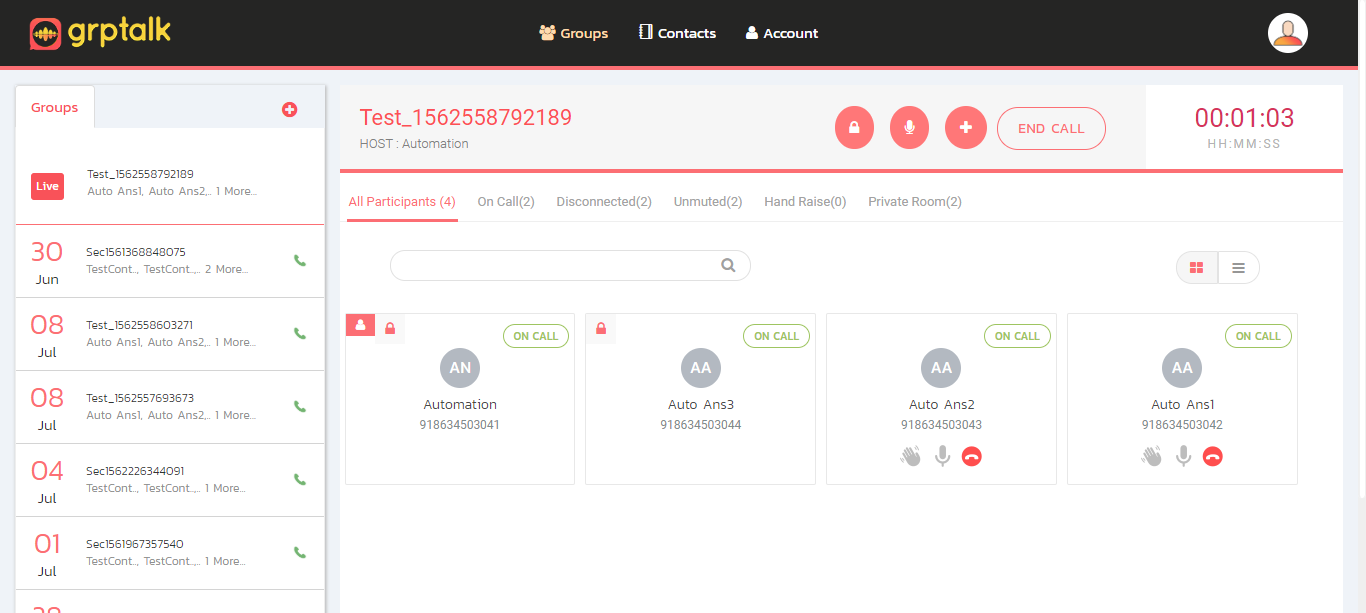 grptalk
Groups
Contacts
Account
Groups
Live
Test_1562558792189
Auto Ans1, Auto Ans2,.. 1 More...
30
Jun
Sec1561368848075
TestCont.., TestCont..,.. 2 More...
08
Jul
Test_1562558603271
Auto Ans1, Auto Ans2,.. 1 More...
08
Jul
Test_1562557693673
Auto Ans1, Auto Ans2,.. 1 More...
04
Jul
Sec1562226344091
TestCont.., TestCont..,.. 1 More...
01
Jul
Sec1561967357540
TestCont.., TestCont..,.. 1 More...
Test_1562558792189
HOST : Automation
END CALL
00:01:03
HH:MM:SS
All Participants (4)
On Call(2)
Disconnected(2)
Unmuted(2)
Hand Raise(0)
Private Room(2)
ON CALL
AN
Automation
918634503041
ON CALL
AA
Auto Ans3
918634503044
ON CALL
AA
Auto Ans2
918634503043
ON CALL
AA
Auto Ans1
918634503042